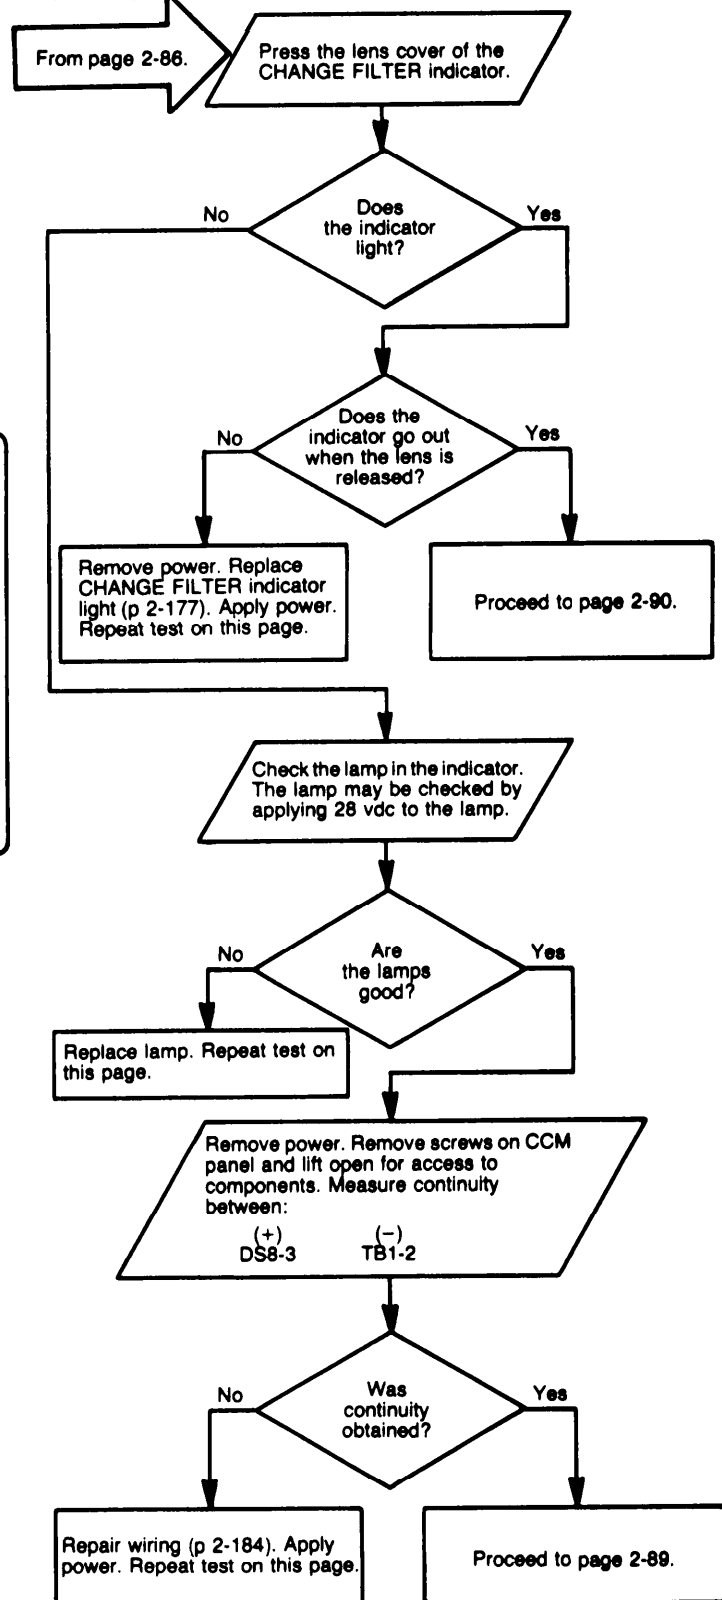 From page 2-86.
Press the lens cover of the
CHANGE FILTER indicator.
Does
the indicator
light?
No
Yes
Does the
indicator go out
when the lens is
released?
No
Yes
Remove power. Replace
CHANGE FILTER indicator
light (p 2-177). Apply power.
Repeat test on this page.
Proceed to page 2-90.
Check the lamp in the indicator.
The lamp may be checked by
applying 28 vdc to the lamp.
Are
the lamps
good?
No
Yes
Replace lamp. Repeat test on
this page.
Remove power. Remove screws on CCM
panel and lift open for access to
components. Measure continuity
between:
(+) (−)
DS8-3 TB1-2
Was
continuity
obtained?
No
Yes
Repair wiring (p 2-184). Apply
power. Repeat test on this page.
Proceed to page 2-89.